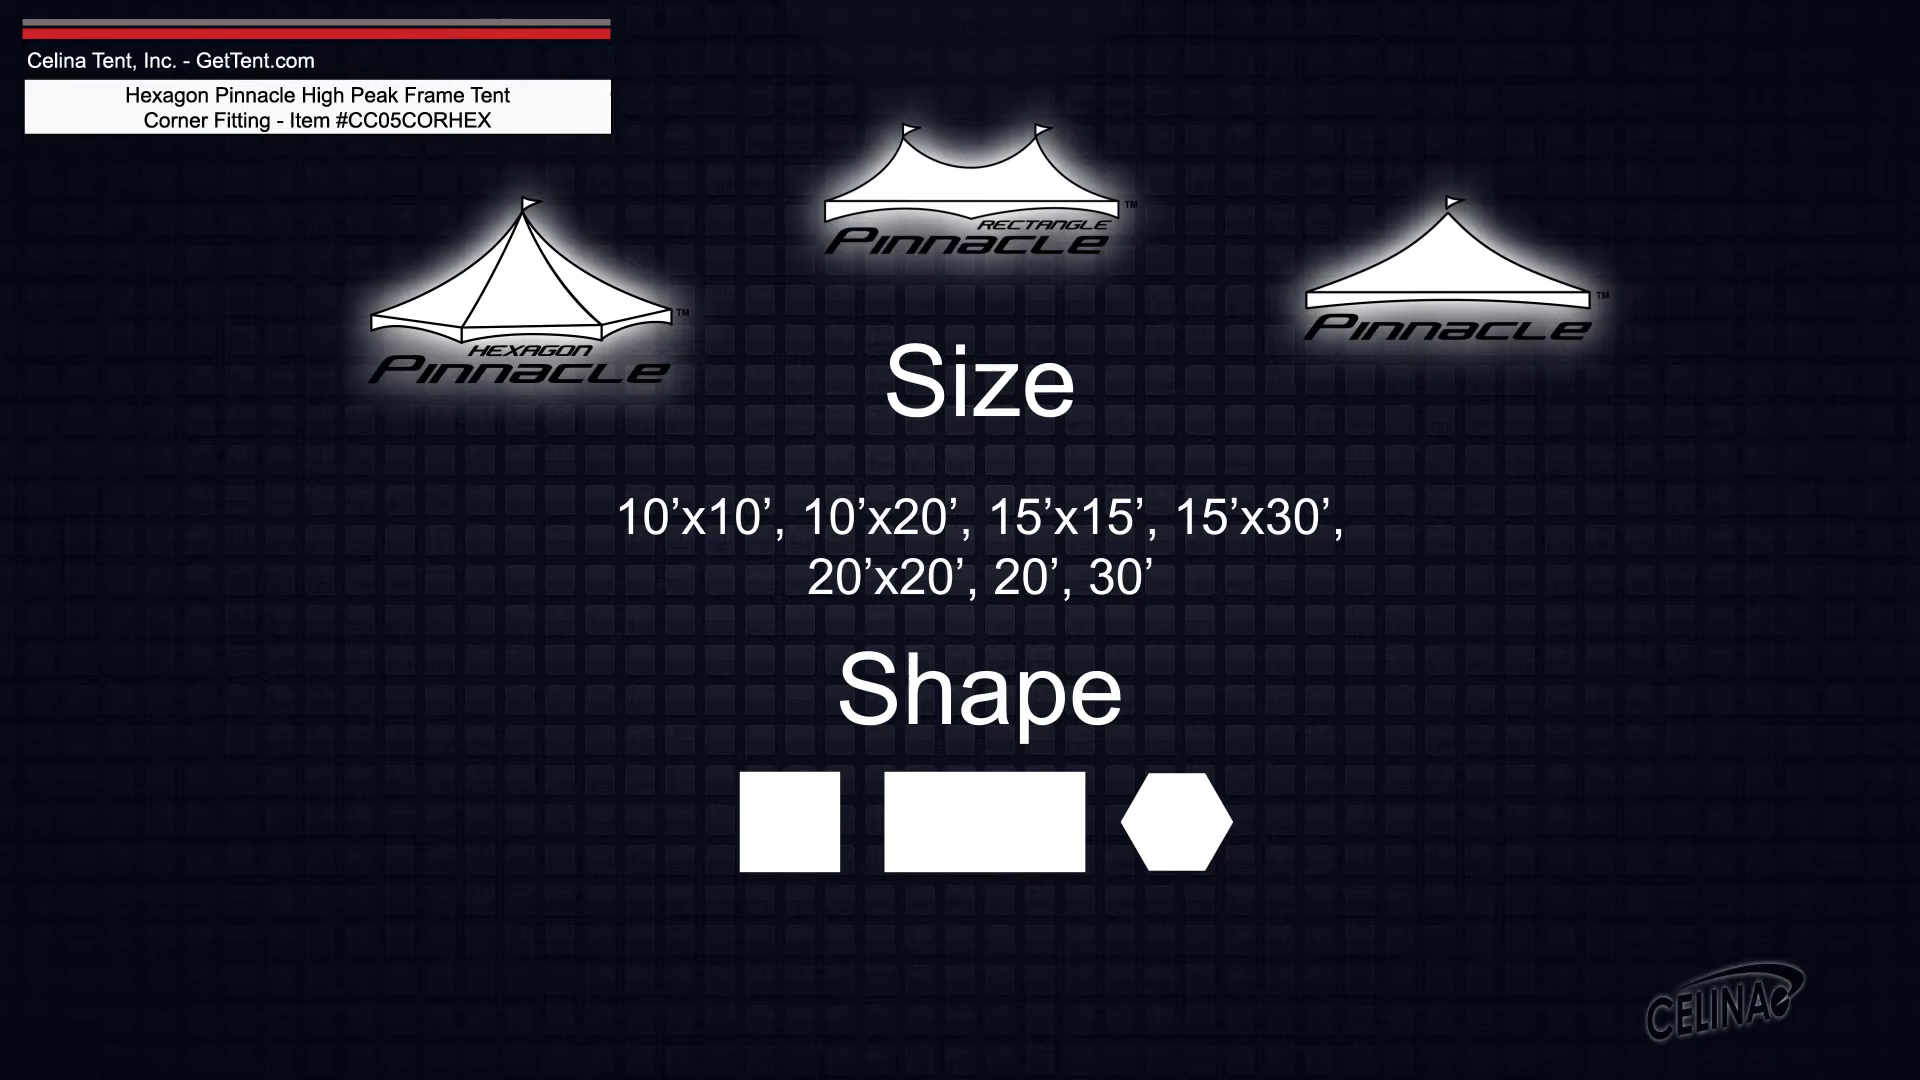 Celina Tent, Inc. - GetTent.com
Hexagon Pinnacle High Peak Frame Tent
Corner Fitting - Item #CC05CORHEX
TM
RECTANGLE
PINNACLE
TM
HEXAGON
PINNACLE
TM
PINNACLE
Size
10’x10’, 10’x20’, 15’x15’, 15’x30’,
20’x20’, 20’, 30’
Shape
CELINA